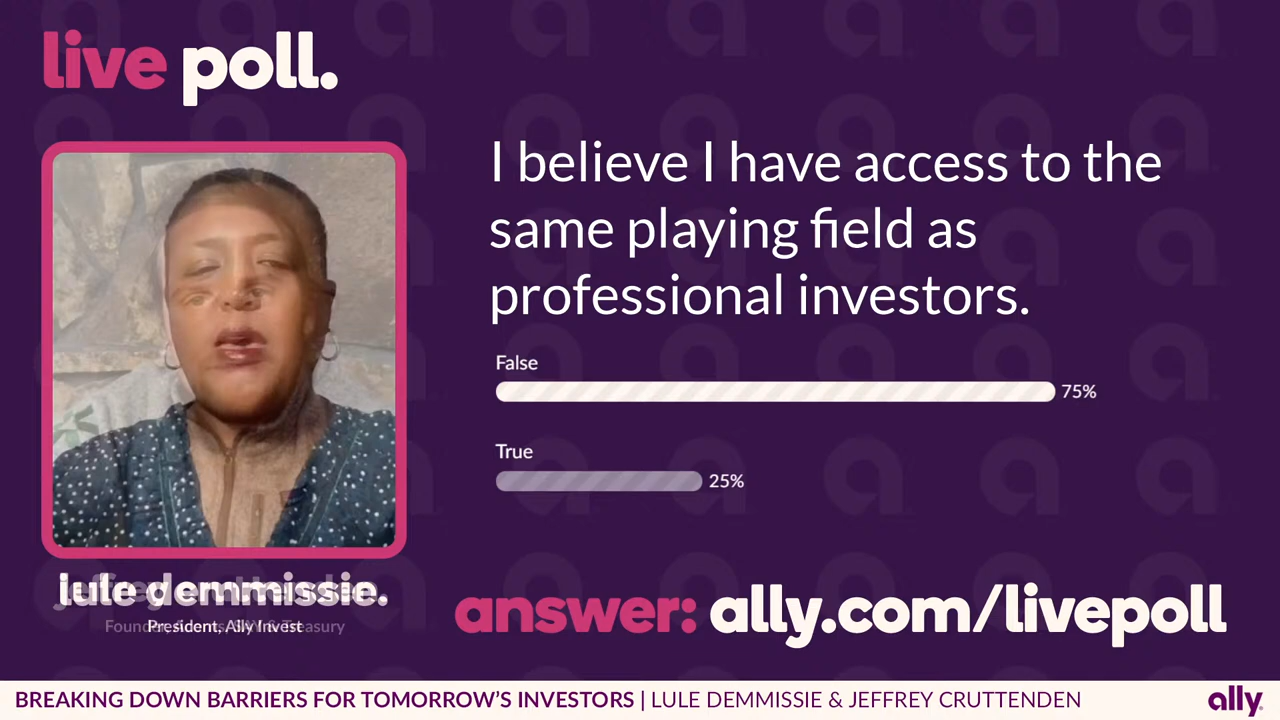 live poll.
I believe I have access to the
same playing field as
professional investors.
False
75%
True
25%
lule demmissie.
President, Ally Invest
answer: ally.com/livepoll
BREAKING DOWN BARRIERS FOR TOMORROW'S INVESTORS | LULE DEMMISSIE & JEFFREY CRUTTENDEN
ally